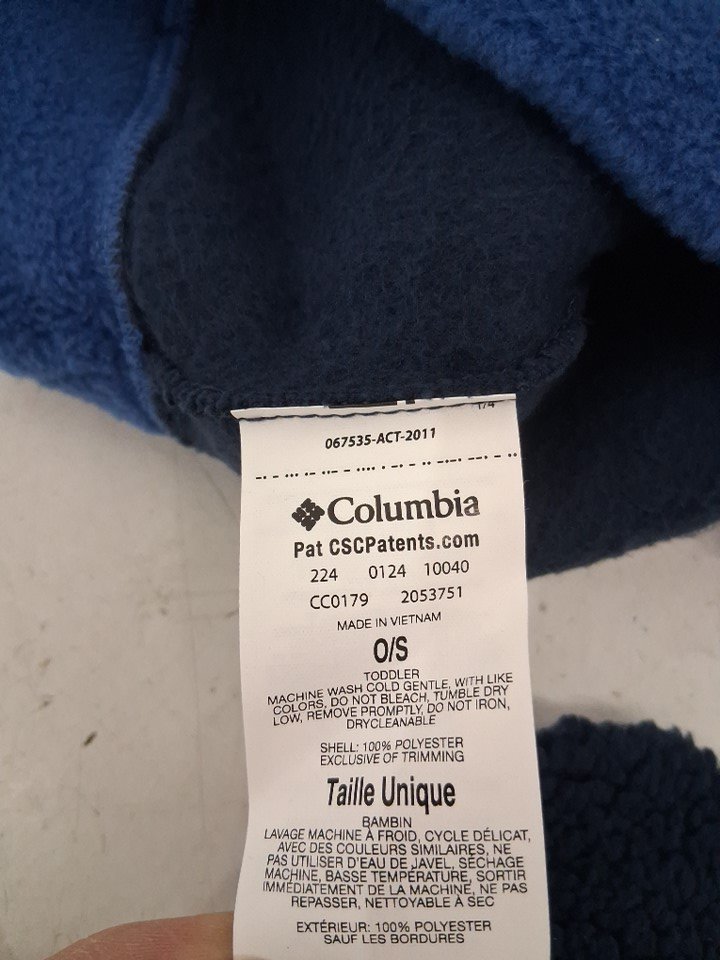 1/4
067535-ACT-2011
Columbia
Pat CSCPatents.com
224 0124 10040
CC0179 2053751
MADE IN VIETNAM
O/S
TODDLER
MACHINE WASH COLD GENTLE, WITH LIKE
COLORS, DO NOT BLEACH, TUMBLE DRY
LOW, REMOVE PROMPTLY, DO NOT IRON,
DRYCLEANABLE
SHELL: 100% POLYESTER
EXCLUSIVE OF TRIMMING
Taille Unique
BAMBIN
LAVAGE MACHINE À FROID, CYCLE DÉLICAT,
AVEC DES COULEURS SIMILAIRES, NE
PAS UTILISER D'EAU DE JAVEL, SÉCHAGE
MACHINE, BASSE TEMPÉRATURE, SORTIR
IMMÉDIATEMENT DE LA MACHINE, NE PAS
REPASSER, NETTOYABLE À SEC
EXTÉRIEUR: 100% POLYESTER
SAUF LES BORDURES